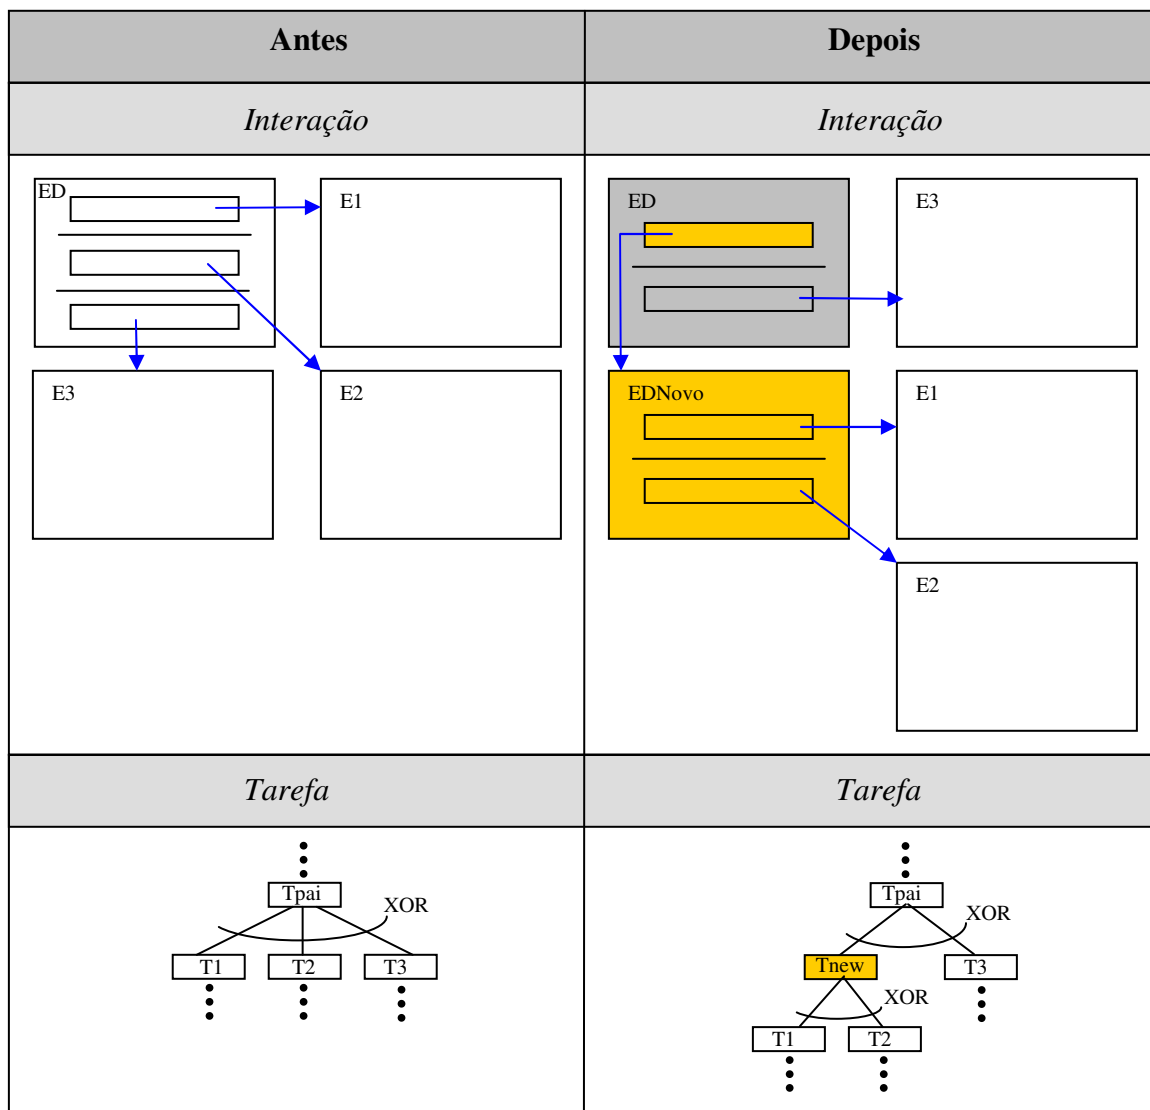 Antes
Depois
Interação
Interação
ED
E1
E3
E2
ED
E3
EDNovo
E1
E2
Tarefa
Tarefa
Tpai
XOR
T1
T2
T3
Tpai
XOR
Tnew
T3
XOR
T1
T2